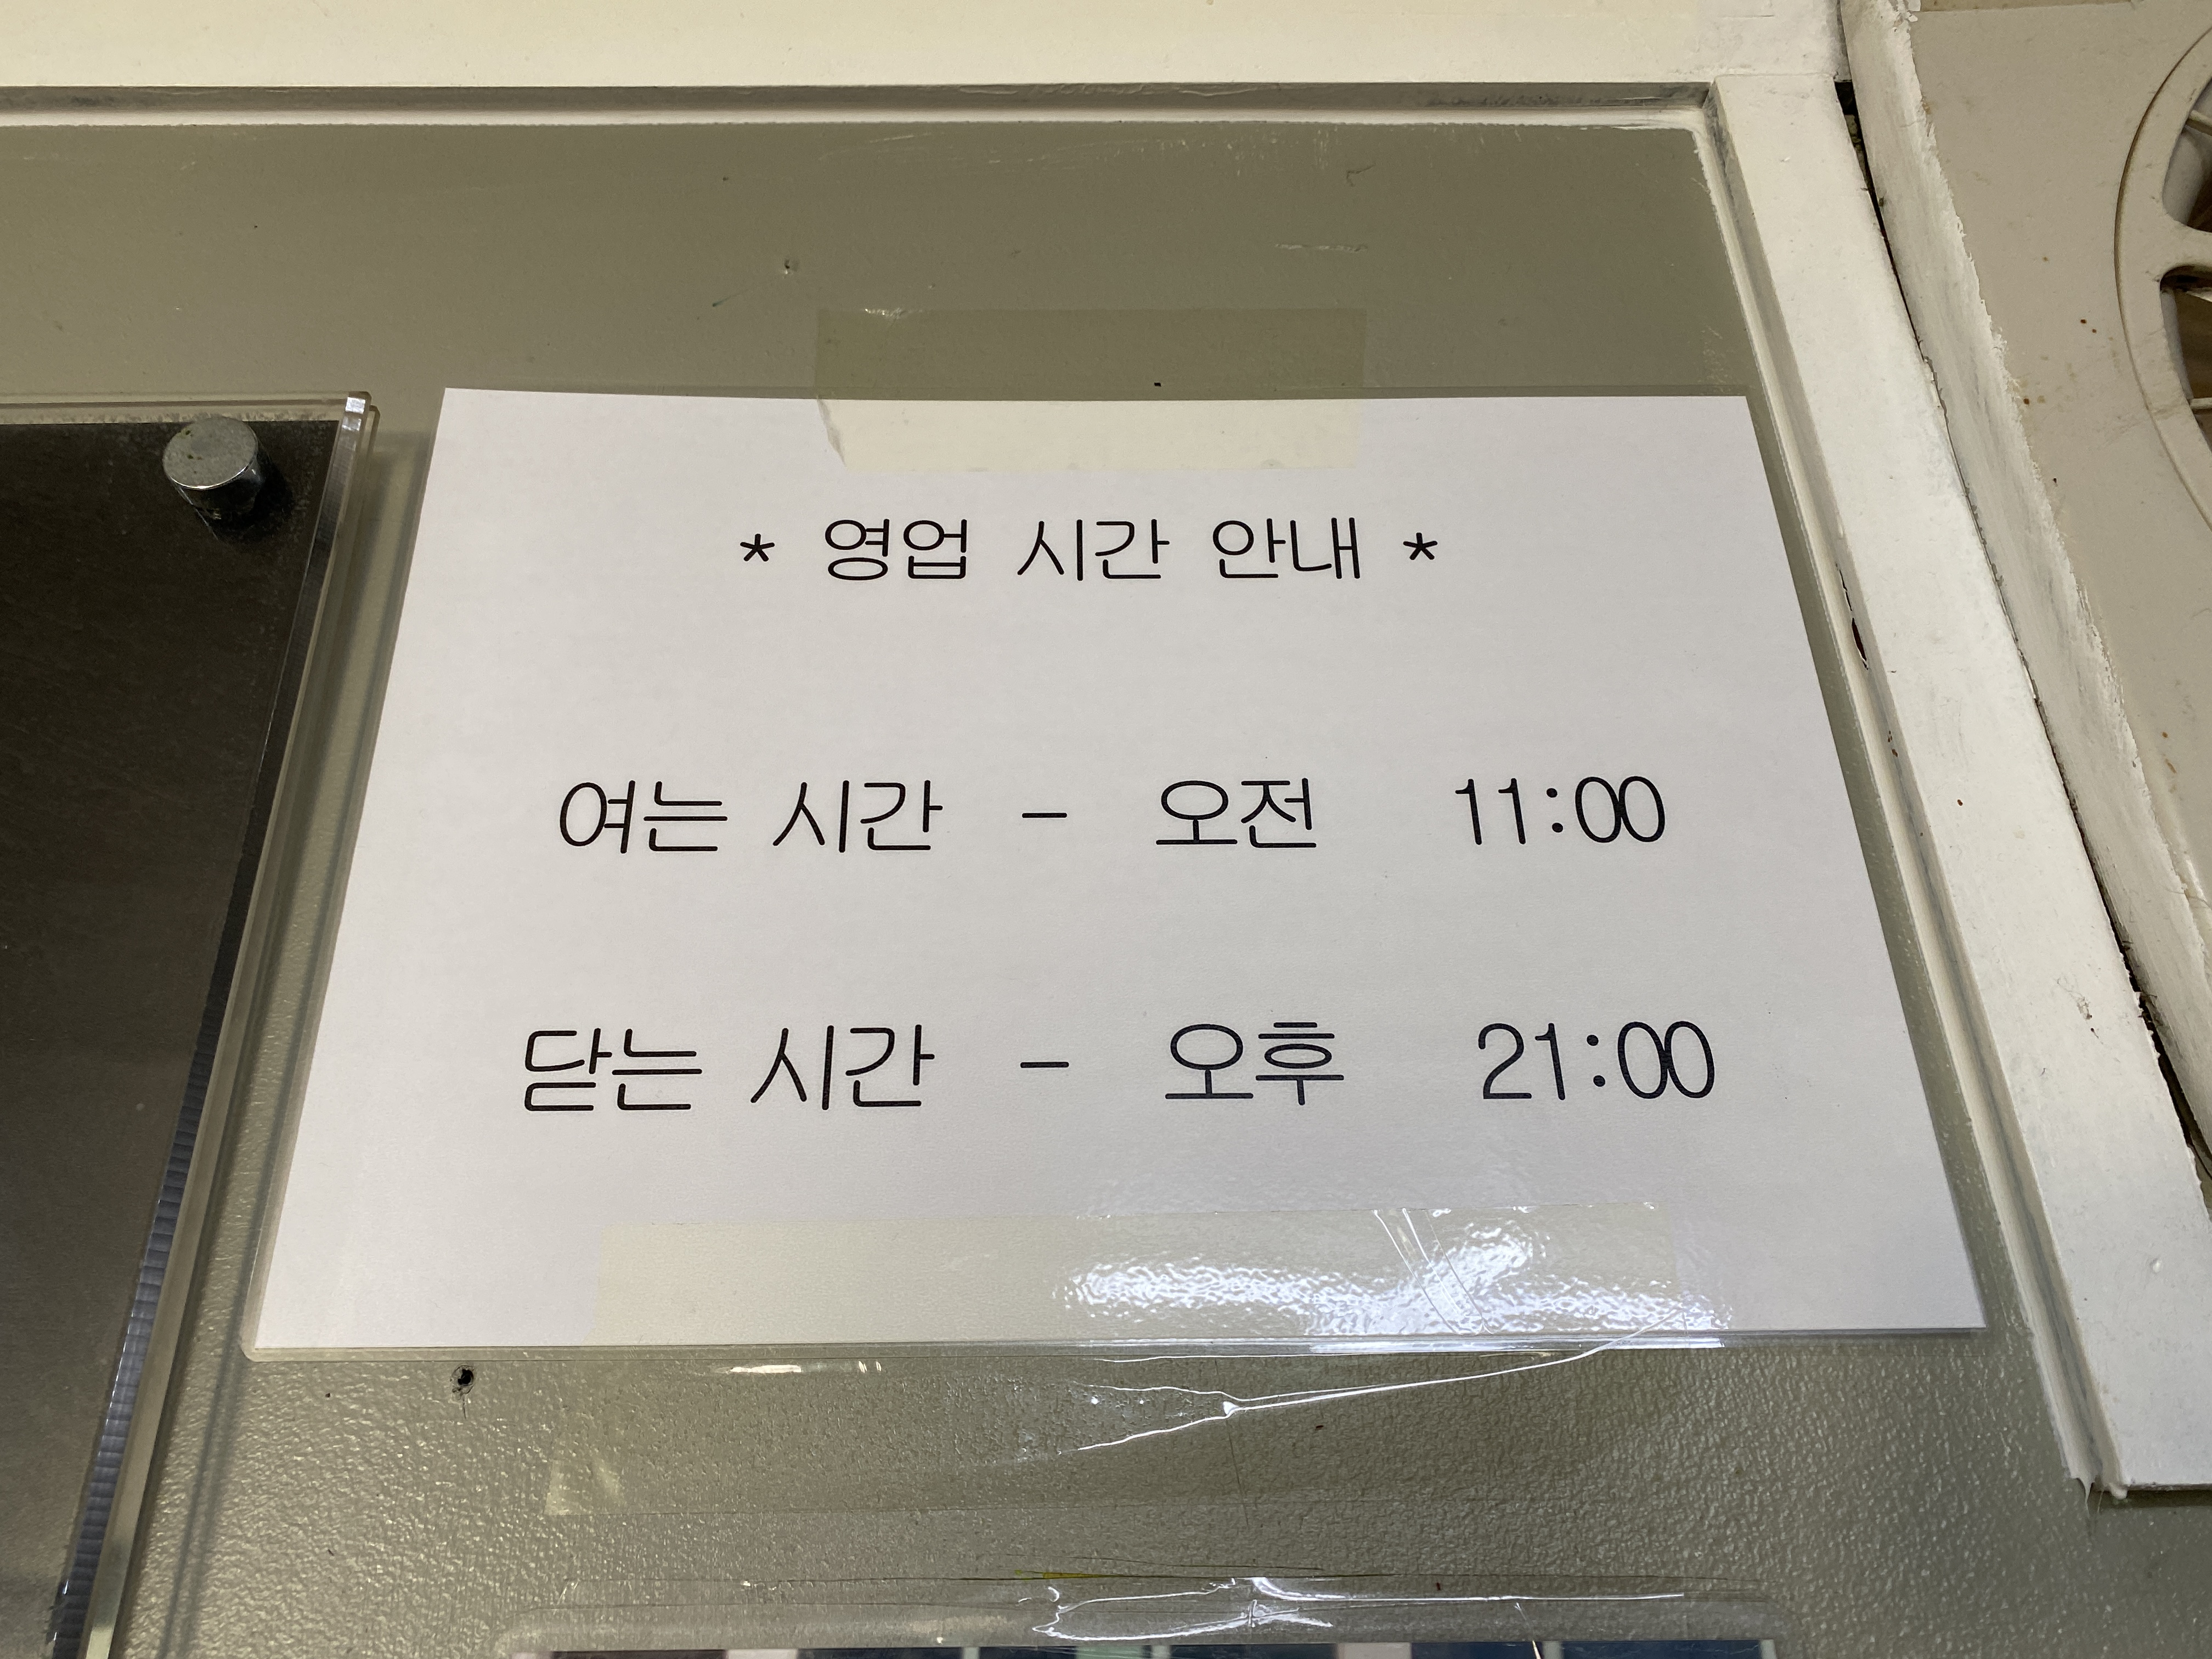 * 영업 시간 안내 *
여는 시간 - 오전 11:00
닫는 시간 - 오후 21:00